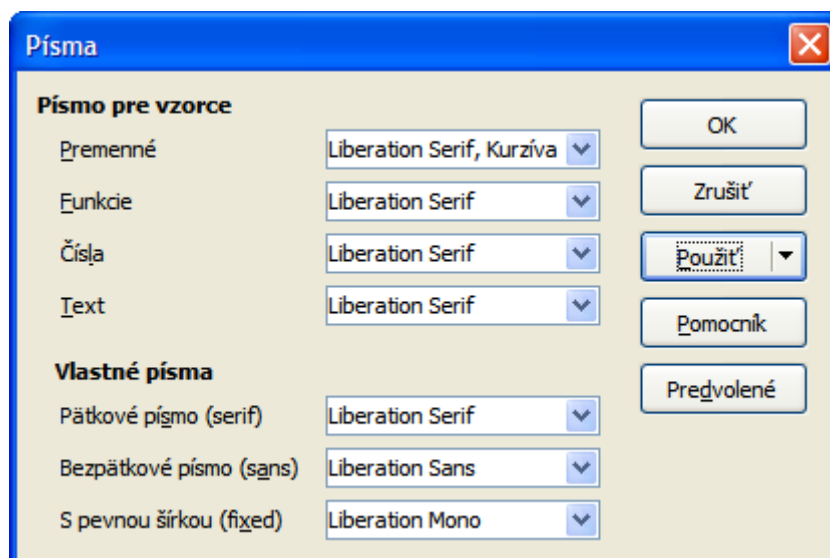 Písma
Písmo pre vzorce
Premenné Liberation Serif, Kurzíva
Funkcie Liberation Serif
Čísla Liberation Serif
Text Liberation Serif
Vlastné písma
Pätkové písmo (serif) Liberation Serif
Bezpätkové písmo (sans) Liberation Sans
S pevnou šírkou (fixed) Liberation Mono
OK
Zrušiť
Použiť
Pomocník
Predvolené